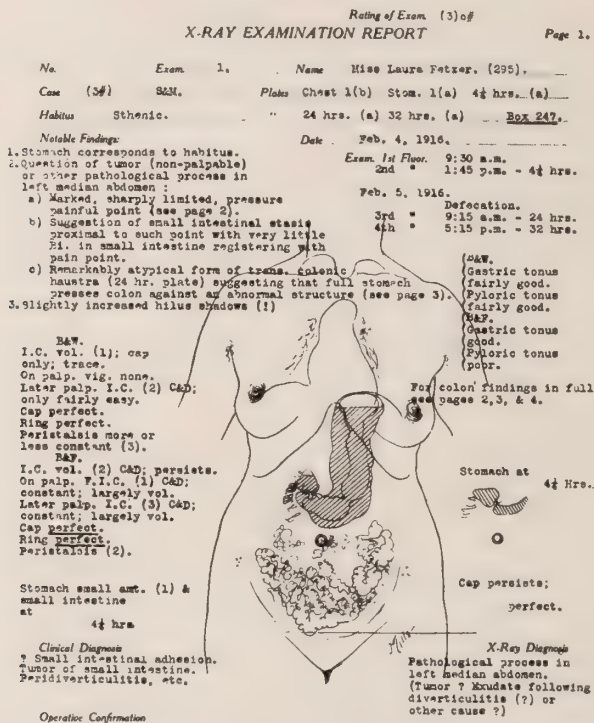 Rating of Exam. (3)o#
X-RAY EXAMINATION REPORT
Page 1.
No. Exam. 1. Name Miss Laura Fetzer. (295).
Case (3#) S&M. Plates Chest 1(b) Stom. 1(a) 4½ hrs. (a)
Habitus Sthenic. " 24 hrs. (a) 32 hrs. (a) Box 247.
Notable Findings: Date Feb. 4, 1916.
1. Stomach corresponds to habitus.
2. Question of tumor (non-palpable)
or other pathological process in
left median abdomen :
a) Marked, sharply limited, pressure
painful point (see page 2).
b) Suggestion of small intestinal stasis
proximal to such point with very little
Bi. in small intestine registering with
pain point.
c) Remarkably atypical form of trans. colonic
haustra (24 hr. plate) suggesting that full stomach
presses colon against an abnormal structure (see page 3).
3. Slightly increased hilus shadows (!)
Exam. 1st Fluor. 9:30 a.m.
2nd " 1:45 p.m. - 4½ hrs.
Feb. 5, 1916.
Defecation.
3rd " 9:15 a.m. - 24 hrs.
4th " 5:15 p.m. - 32 hrs.
B&W.
Gastric tonus
fairly good.
Pyloric tonus
fairly good.
B&F.
Gastric tonus
good.
Pyloric tonus
poor.
For colon findings in full
see pages 2,3, & 4.
B&W.
I.C. vol. (1); cap
only; trace.
On palp. vig. none.
Later palp. I.C. (2) C&D;
only fairly easy.
Cap perfect.
Ring perfect.
Peristalsis more or
less constant (3).
B&F.
I.C. vol. (2) C&D; persists.
On palp. F.I.C. (1) C&D;
constant; largely vol.
Later palp. I.C. (3) C&D;
constant; largely vol.
Cap perfect.
Ring perfect.
Peristalsis (2).
Stomach small amt. (1) &
small intestine
at
4½ hrs
Stomach at
4½ Hrs.
Cap persists;
perfect.
Clinical Diagnosis
? Small intestinal adhesion.
Tumor of small intestine.
Peridiverticulitis, etc.
X-Ray Diagnosis
Pathological process in
left median abdomen.
(Tumor ? Exudate following
diverticulitis (?) or
other cause ?)
Operative Confirmation